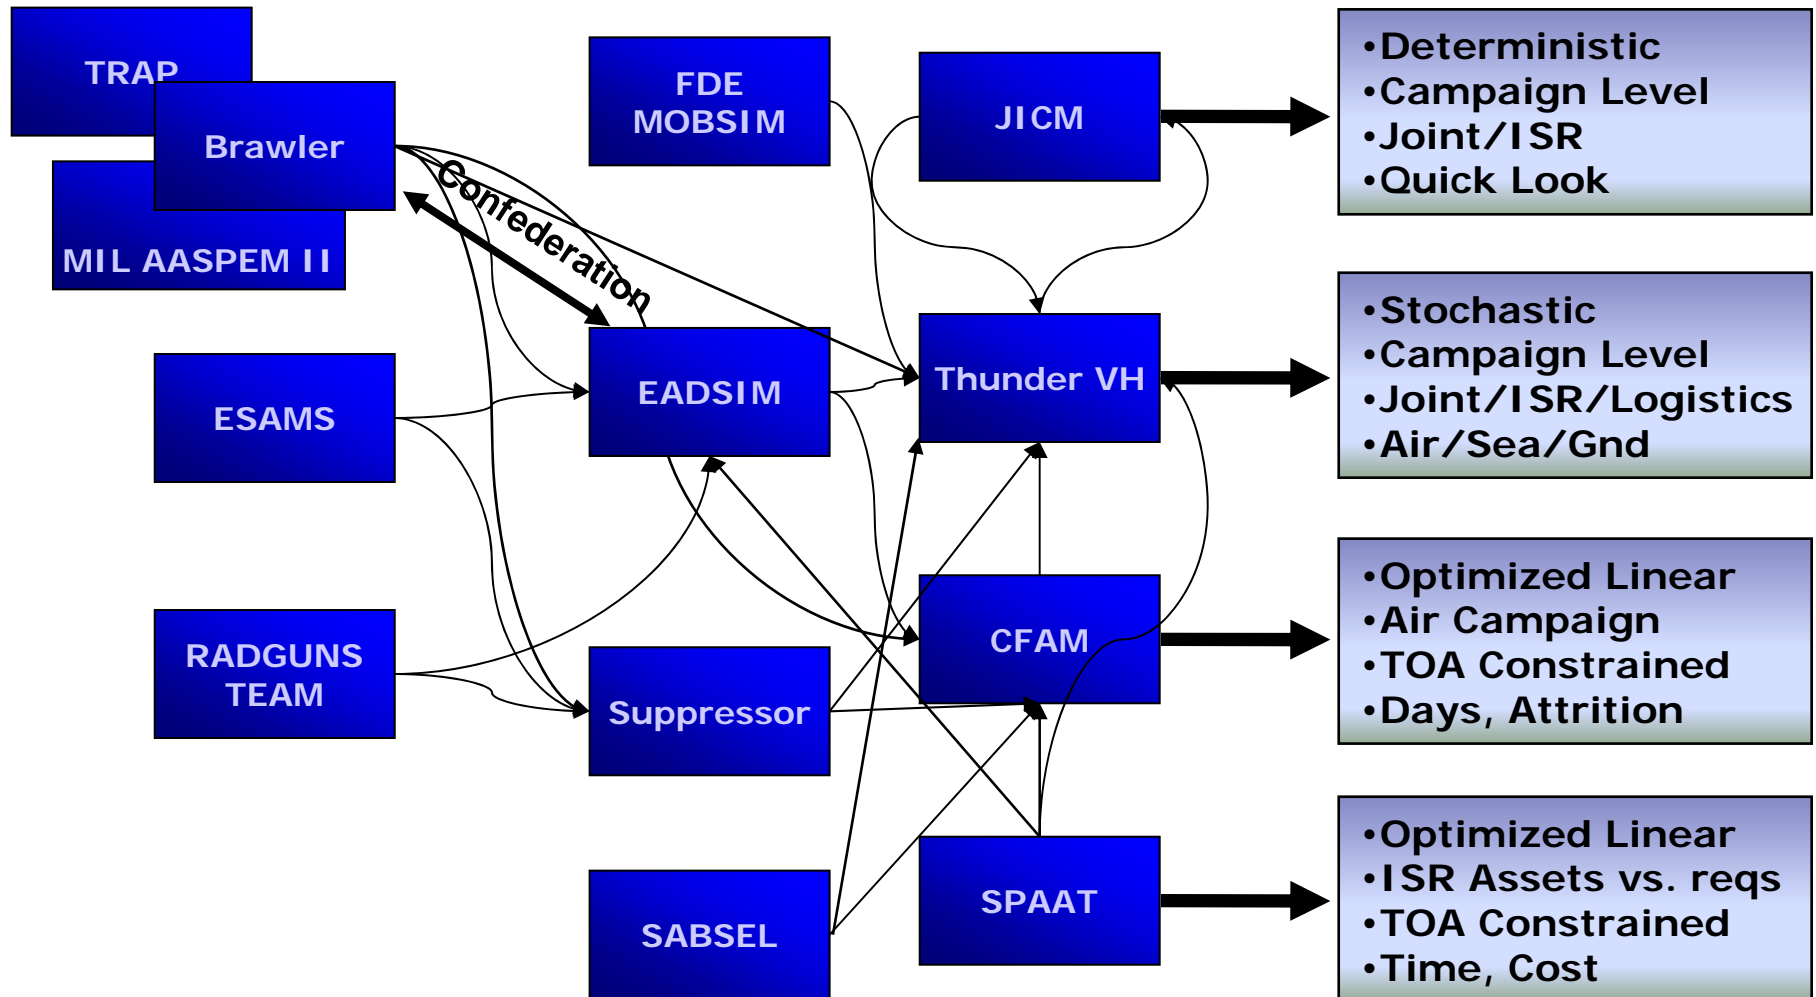 TRAP
Brawler
MIL AASPEM II
ESAMS
RADGUNS
TEAM
Confederation
FDE
MOBSIM
EADSIM
Suppressor
SABSEL
JICM
Thunder VH
CFAM
SPAAT
•Deterministic
•Campaign Level
•Joint/ISR
•Quick Look
•Stochastic
•Campaign Level
•Joint/ISR/Logistics
•Air/Sea/Gnd
•Optimized Linear
•Air Campaign
•TOA Constrained
•Days, Attrition
•Optimized Linear
•ISR Assets vs. reqs
•TOA Constrained
•Time, Cost